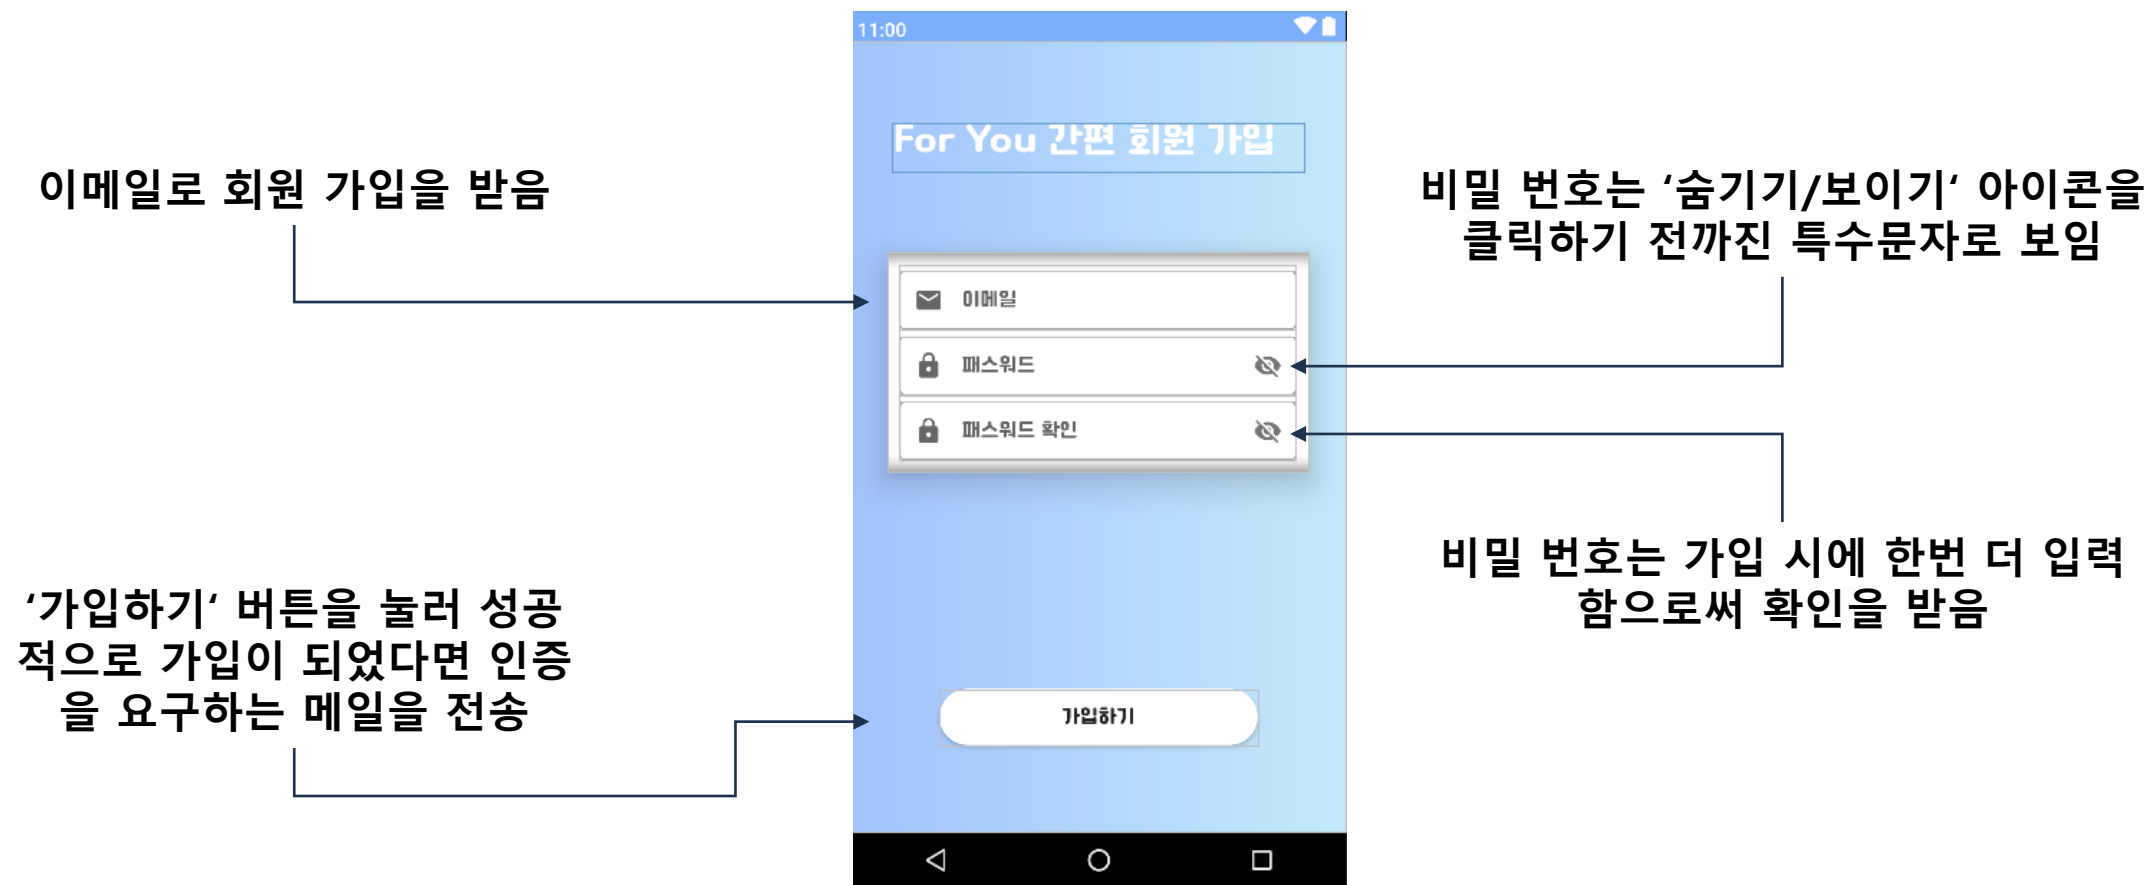 11:00
For You 간편 회원 가입
이메일로 회원 가입을 받음
비밀 번호는 ‘숨기기/보이기‘ 아이콘을
클릭하기 전까진 특수문자로 보임
이메일
패스워드
패스워드 확인
비밀 번호는 가입 시에 한번 더 입력
함으로써 확인을 받음
‘가입하기‘ 버튼을 눌러 성공
적으로 가입이 되었다면 인증
을 요구하는 메일을 전송
가입하기